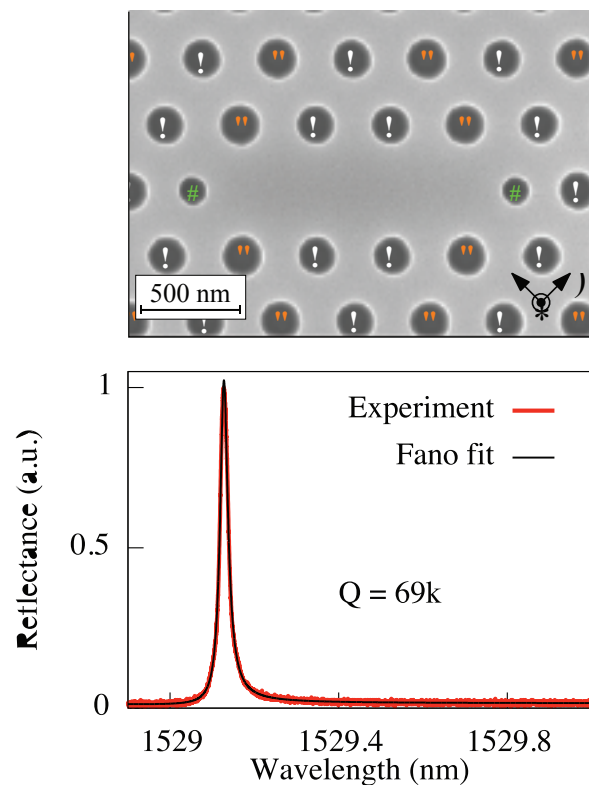 " ! " ! " ! "
! " ! ! " !
# # !
! " ! ! " !
500 nm
)
*
" ! " ! " ! "
1
Experiment
Fano fit
Reflectance (a.u.)
0.5
Q = 69k
0
1529 1529.4 1529.8
Wavelength (nm)